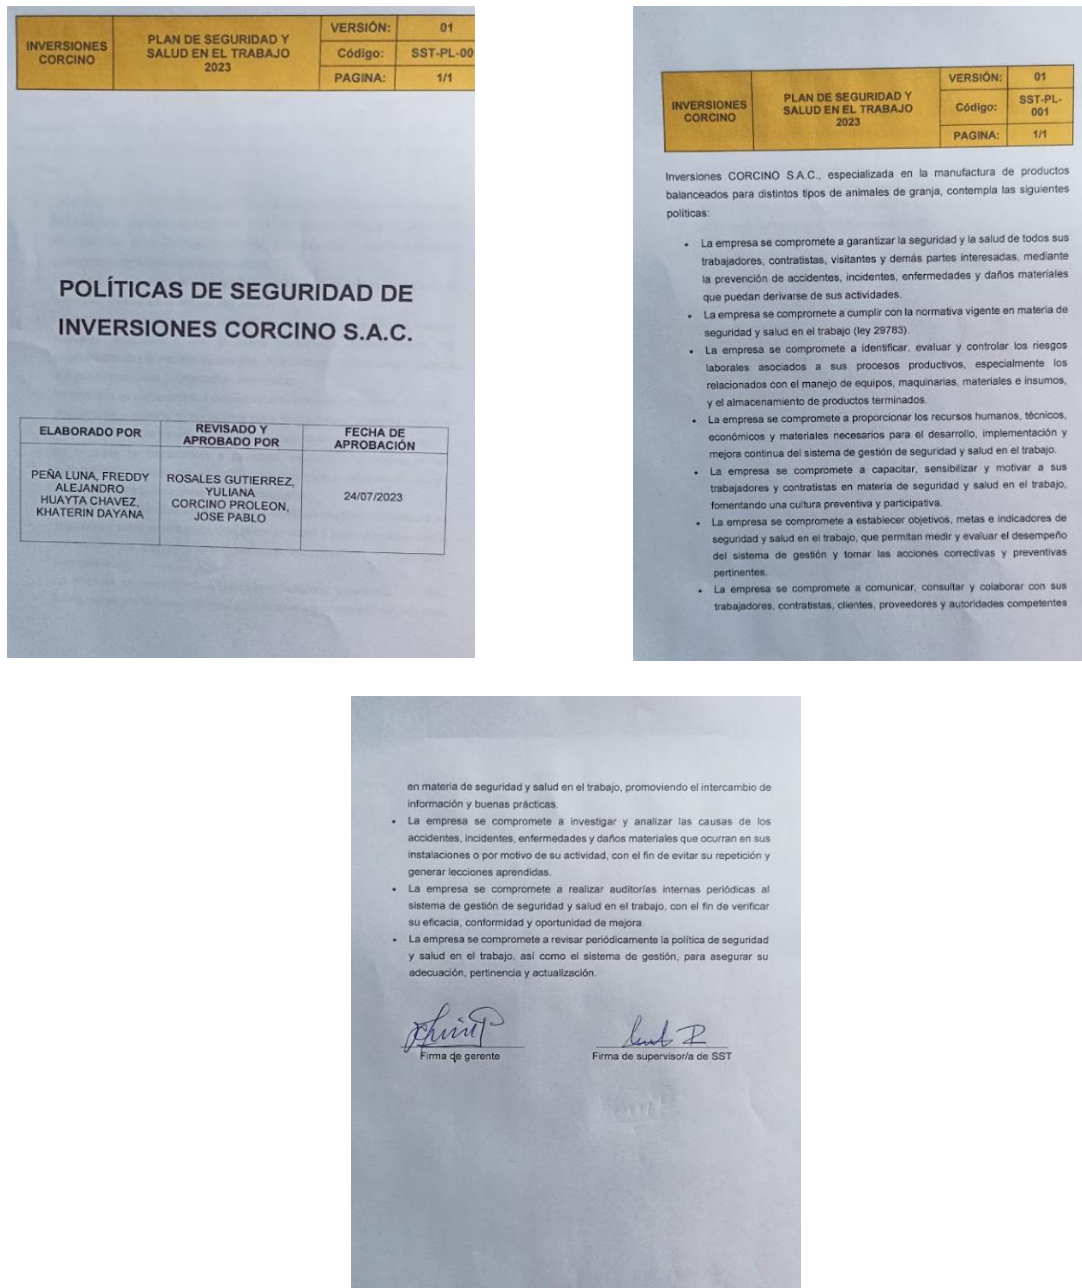 INVERSIONES
CORCINO
PLAN DE SEGURIDAD Y
SALUD EN EL TRABAJO
2023
VERSIÓN:
01
Código:
SST-PL-00
PAGINA:
1/1
POLÍTICAS DE SEGURIDAD DE
INVERSIONES CORCINO S.A.C.
ELABORADO POR
REVISADO Y
APROBADO POR
FECHA DE
APROBACIÓN
PEÑA LUNA, FREDDY
ALEJANDRO
HUAYTA CHAVEZ,
KHATERIN DAYANA
ROSALES GUTIERREZ,
YULIANA
CORCINO PROLEON,
JOSE PABLO
24/07/2023
INVERSIONES
CORCINO
PLAN DE SEGURIDAD Y
SALUD EN EL TRABAJO
2023
VERSIÓN:
01
Código:
SST-PL-
001
PAGINA:
1/1
Inversiones CORCINO S.A.C., especializada en la manufactura de productos
balanceados para distintos tipos de animales de granja, contempla las siguientes
políticas:
• La empresa se compromete a garantizar la seguridad y la salud de todos sus
trabajadores, contratistas, visitantes y demás partes interesadas, mediante
la prevención de accidentes, incidentes, enfermedades y daños materiales
que puedan derivarse de sus actividades.
• La empresa se compromete a cumplir con la normativa vigente en materia de
seguridad y salud en el trabajo (ley 29783).
• La empresa se compromete a identificar, evaluar y controlar los riesgos
laborales asociados a sus procesos productivos, especialmente los
relacionados con el manejo de equipos, maquinarias, materiales e insumos,
y el almacenamiento de productos terminados.
• La empresa se compromete a proporcionar los recursos humanos, técnicos,
económicos y materiales necesarios para el desarrollo, implementación y
mejora continua del sistema de gestión de seguridad y salud en el trabajo.
• La empresa se compromete a capacitar, sensibilizar y motivar a sus
trabajadores y contratistas en materia de seguridad y salud en el trabajo,
fomentando una cultura preventiva y participativa.
• La empresa se compromete a establecer objetivos, metas e indicadores de
seguridad y salud en el trabajo, que permitan medir y evaluar el desempeño
del sistema de gestión y tomar las acciones correctivas y preventivas
pertinentes.
• La empresa se compromete a comunicar, consultar y colaborar con sus
trabajadores, contratistas, clientes, proveedores y autoridades competentes
en materia de seguridad y salud en el trabajo, promoviendo el intercambio de
información y buenas prácticas.
• La empresa se compromete a investigar y analizar las causas de los
accidentes, incidentes, enfermedades y daños materiales que ocurran en sus
instalaciones o por motivo de su actividad, con el fin de evitar su repetición y
generar lecciones aprendidas.
• La empresa se compromete a realizar auditorías internas periódicas al
sistema de gestión de seguridad y salud en el trabajo, con el fin de verificar
su eficacia, conformidad y oportunidad de mejora.
• La empresa se compromete a revisar periódicamente la política de seguridad
y salud en el trabajo, así como el sistema de gestión, para asegurar su
adecuación, pertinencia y actualización.
Firma de gerente
Firma de supervisor/a de SST